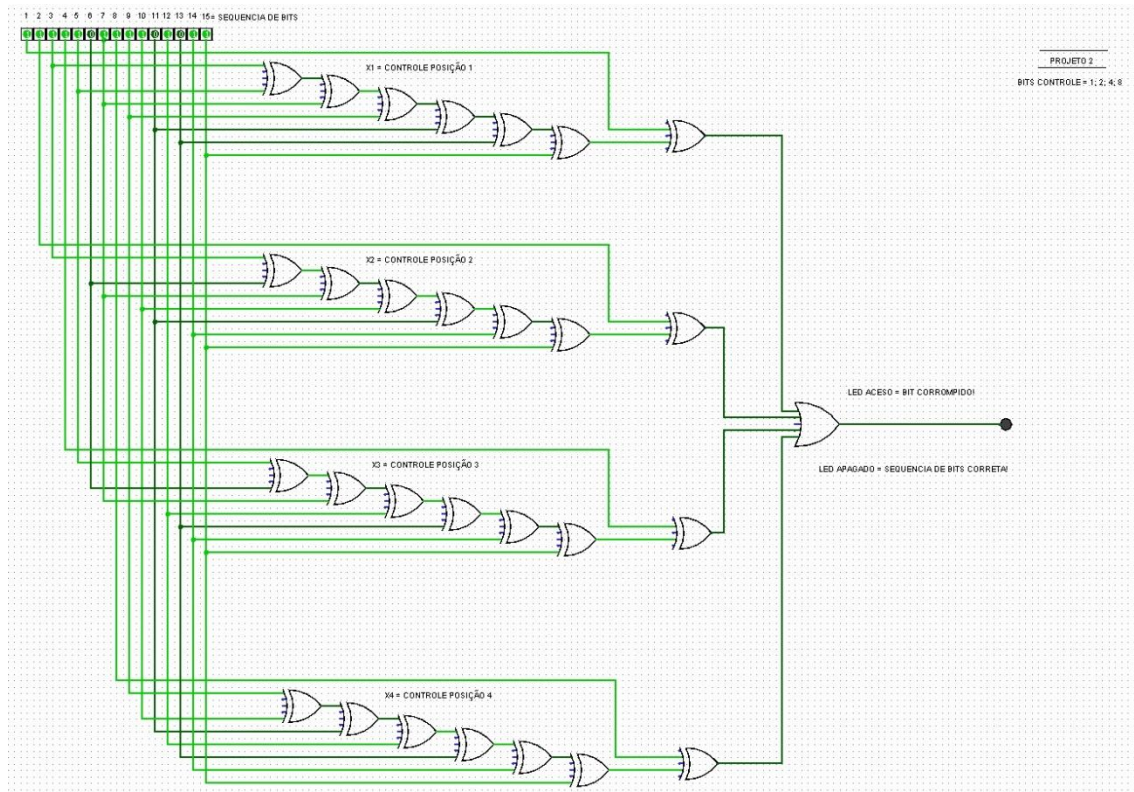 1 2 3 4 5 6 7 8 9 10 11 12 13 14 15= SEQUENCIA DE BITS
PROJETO 2
BITS CONTROLE = 1; 2; 4; 8
X1 = CONTROLE POSIÇÃO 1
X2 = CONTROLE POSIÇÃO 2
LED ACESO = BIT CORROMPIDO!
X3 = CONTROLE POSIÇÃO 3
LED APAGADO = SEQUENCIA DE BITS CORRETA!
X4 = CONTROLE POSIÇÃO 4